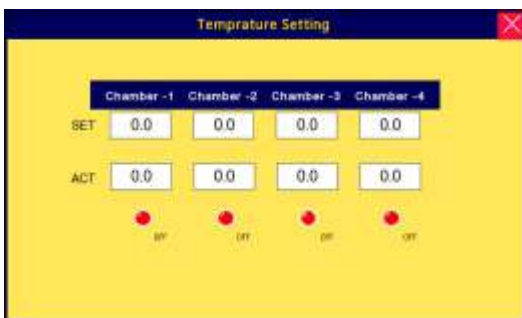 Temprature Setting
Chamber -1 Chamber -2 Chamber -3 Chamber -4
SET 0.0 0.0 0.0 0.0
ACT 0.0 0.0 0.0 0.0
OFF OFF OFF OFF